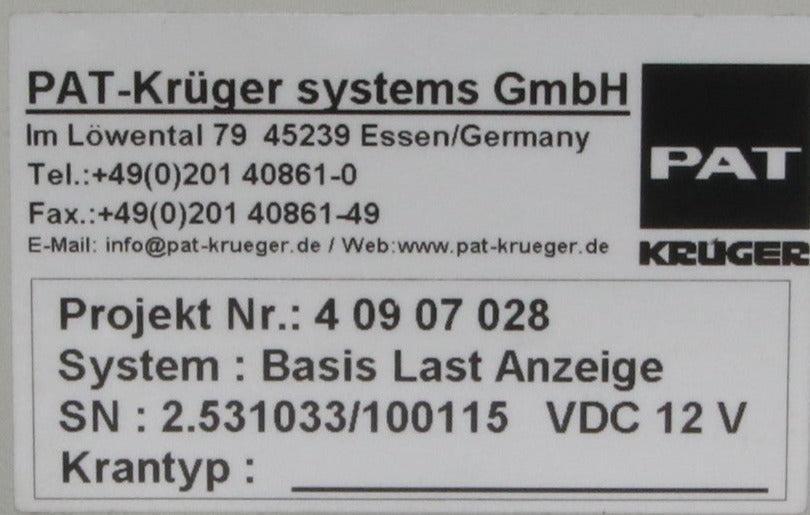 PAT-Krüger systems GmbH
Im Löwental 79 45239 Essen/Germany
Tel.:+49(0)201 40861-0
Fax.:+49(0)201 40861-49
E-Mail: info@pat-krueger.de / Web:www.pat-krueger.de
PAT
KRÜGER
Projekt Nr.: 4 09 07 028
System : Basis Last Anzeige
SN : 2.531033/100115 VDC 12 V
Krantyp :